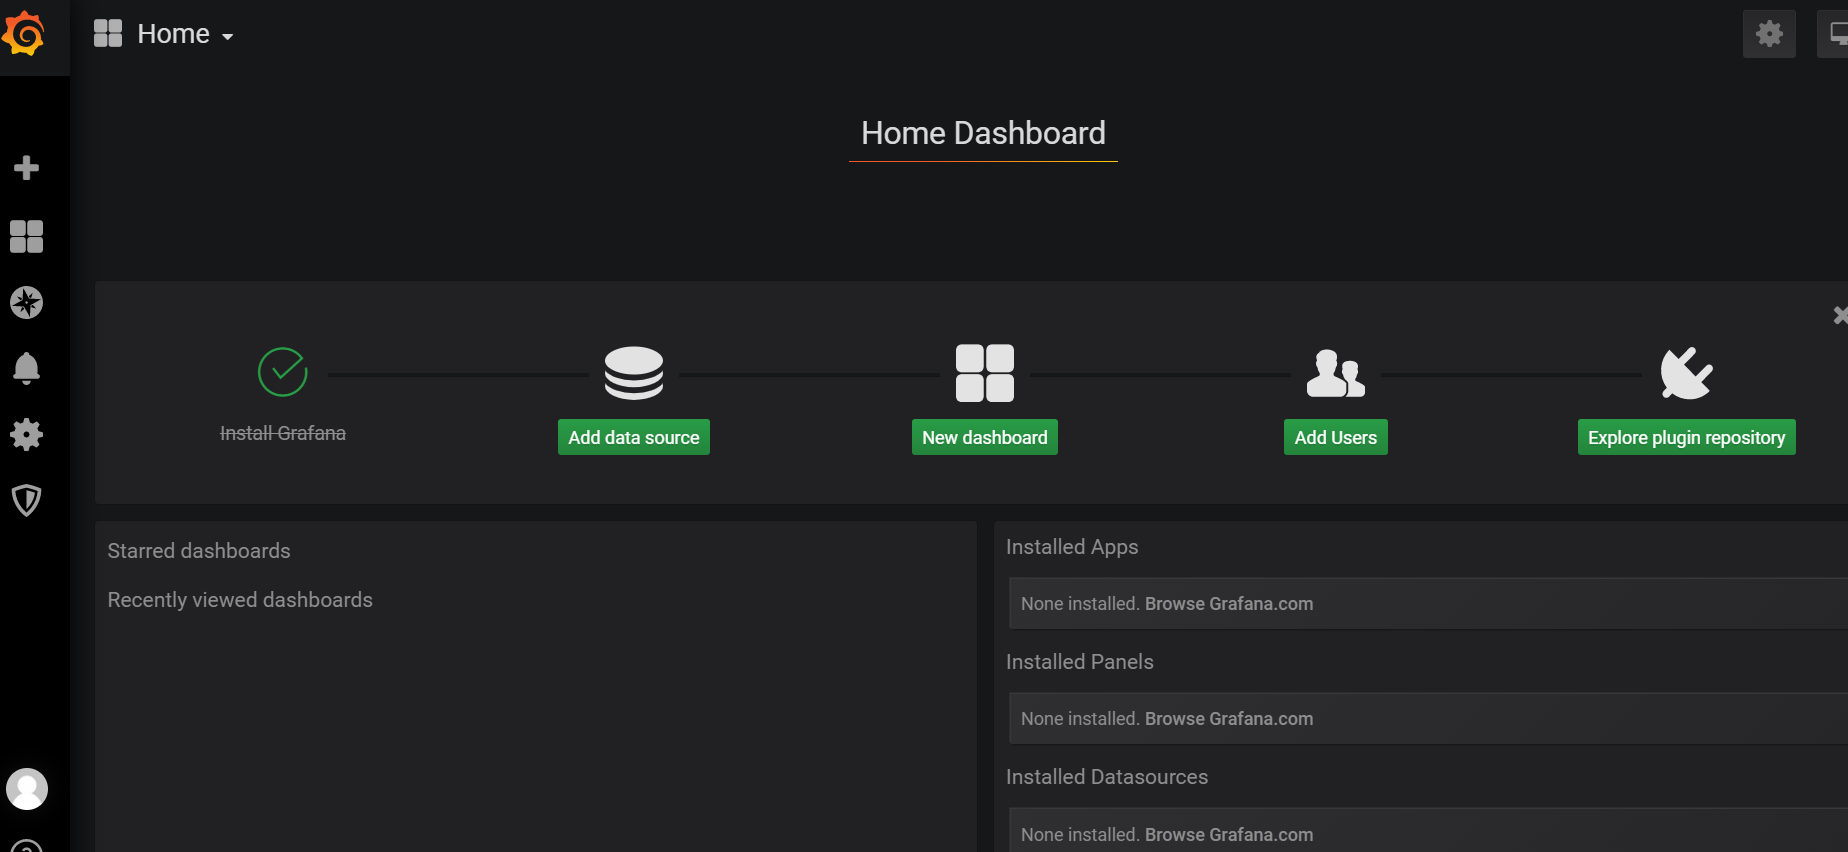 Home
Home Dashboard
Install Grafana
Add data source
New dashboard
Add Users
Explore plugin repository
Starred dashboards
Recently viewed dashboards
Installed Apps
None installed. Browse Grafana.com
Installed Panels
None installed. Browse Grafana.com
Installed Datasources
None installed. Browse Grafana.com